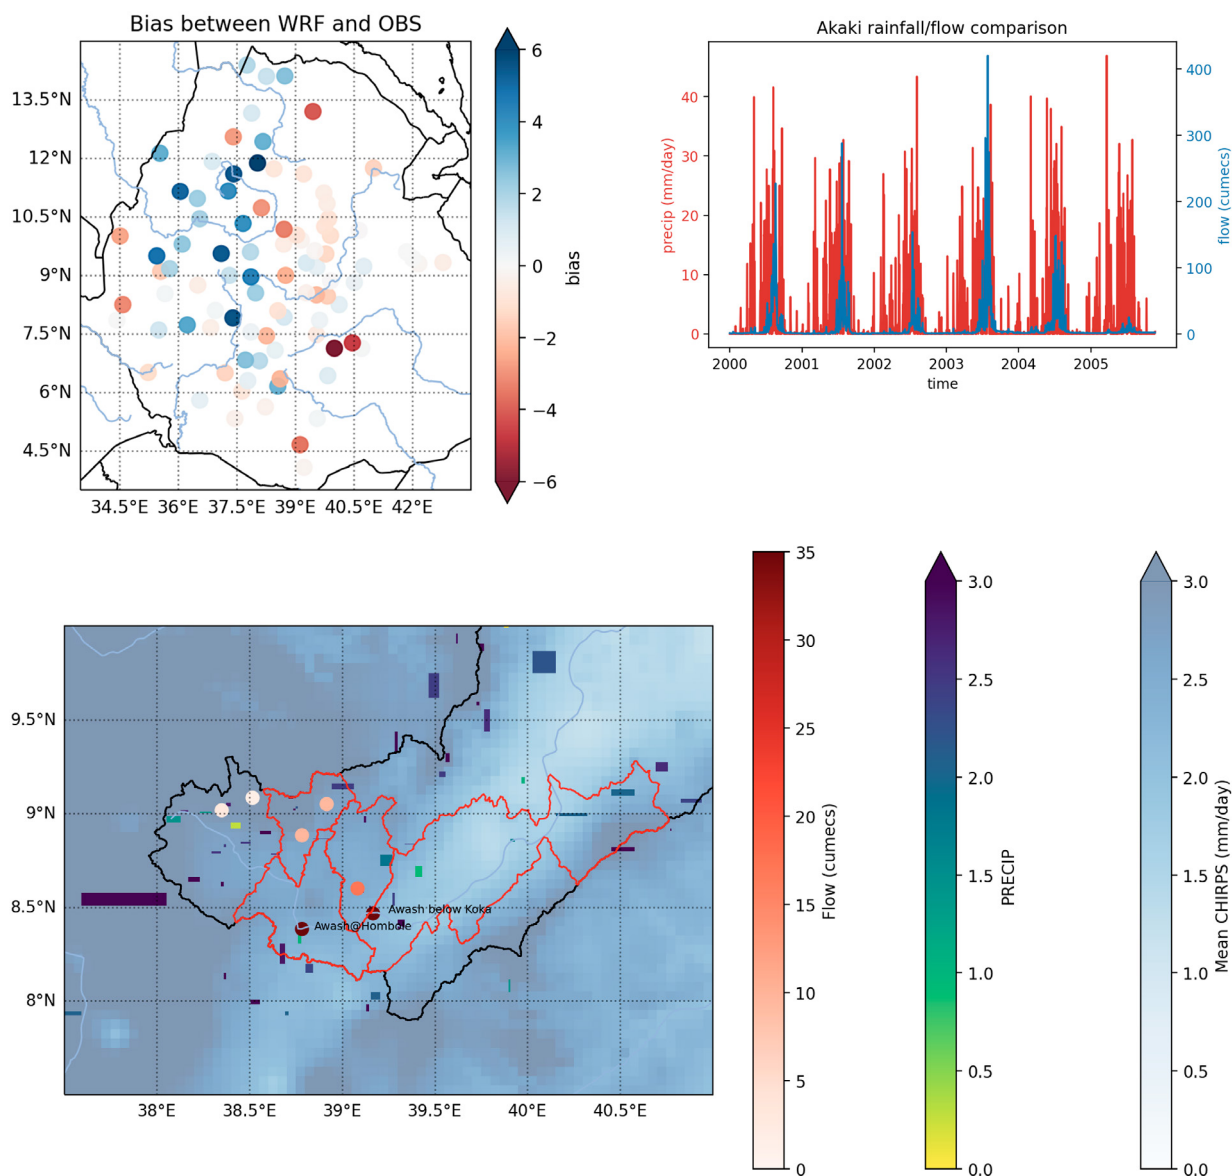 Bias between WRF and OBS
13.5°N
12°N
10.5°N
9°N
7.5°N
6°N
4.5°N
34.5°E 36°E 37.5°E 39°E 40.5°E 42°E
6
4
2
0
−2
−4
−6
bias
Akaki rainfall/flow comparison
precip (mm/day)
40
30
20
10
0
400
300
200
100
0
flow (cumecs)
2000 2001 2002 2003 2004 2005
time
9.5°N
9°N
8.5°N
8°N
38°E 38.5°E 39°E 39.5°E 40°E 40.5°E
Awash below Koka
Awash@Hombole
35
30
25
20
15
10
5
0
Flow (cumecs)
3.0
2.5
2.0
1.5
1.0
0.5
0.0
PRECIP
3.0
2.5
2.0
1.5
1.0
0.5
0.0
Mean CHIRPS (mm/day)